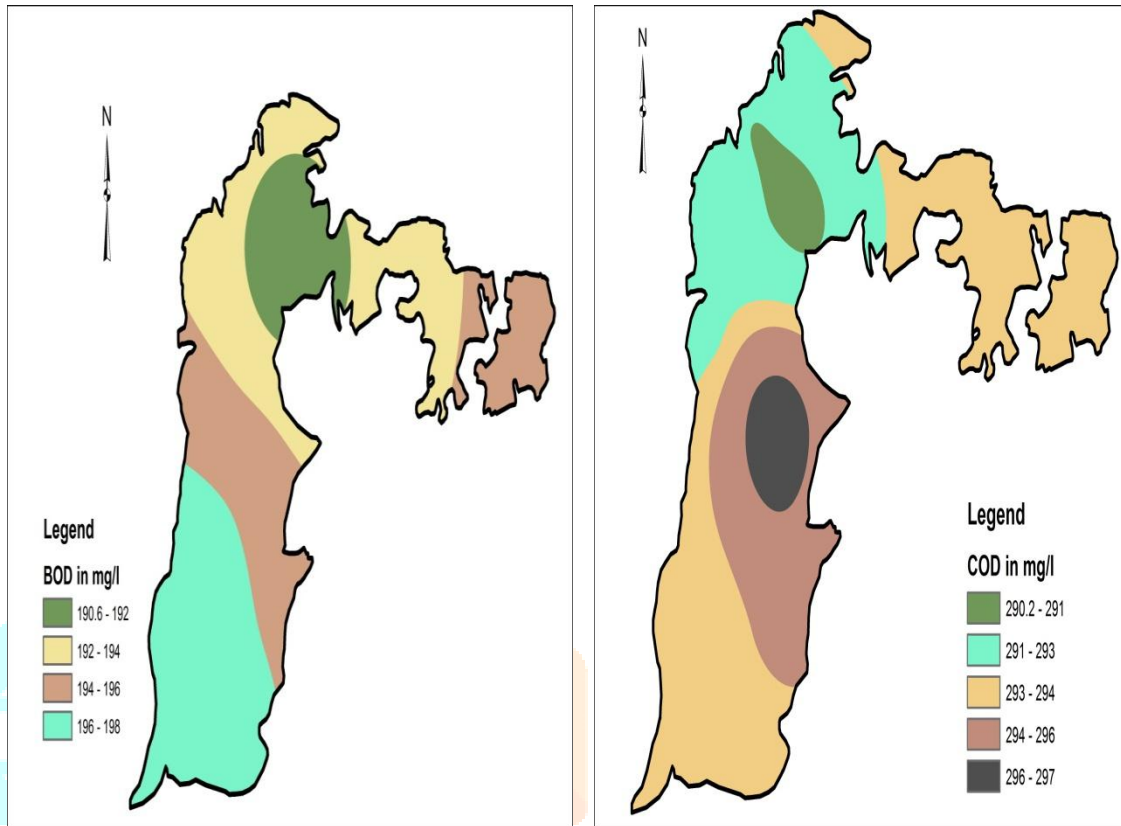 N
Legend
BOD in mg/l
190.6 - 192
192 - 194
194 - 196
196 - 198
N
Legend
COD in mg/l
290.2 - 291
291 - 293
293 - 294
294 - 296
296 - 297